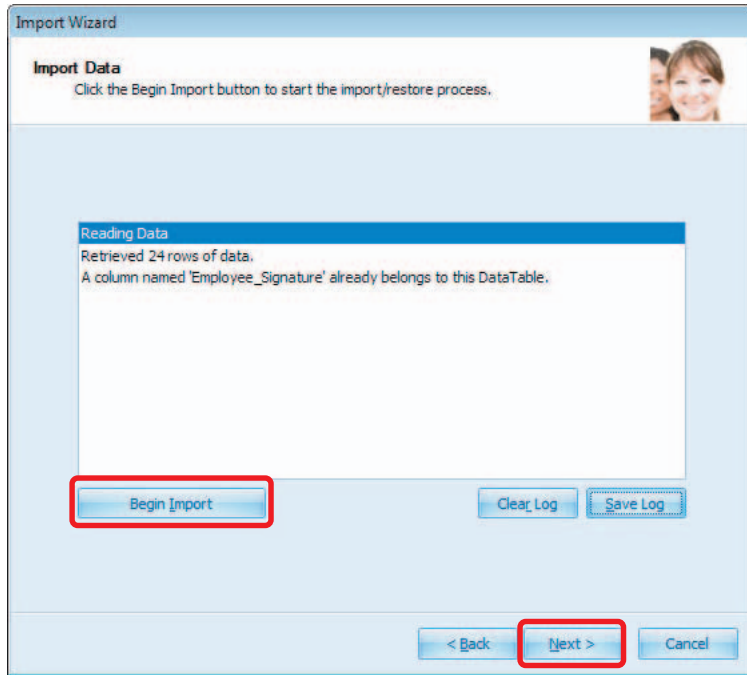 Import Wizard
Import Data
Click the Begin Import button to start the import/restore process.
Reading Data
Retrieved 24 rows of data.
A column named 'Employee_Signature' already belongs to this DataTable.
Begin Import
Clear Log
Save Log
< Back
Next >
Cancel